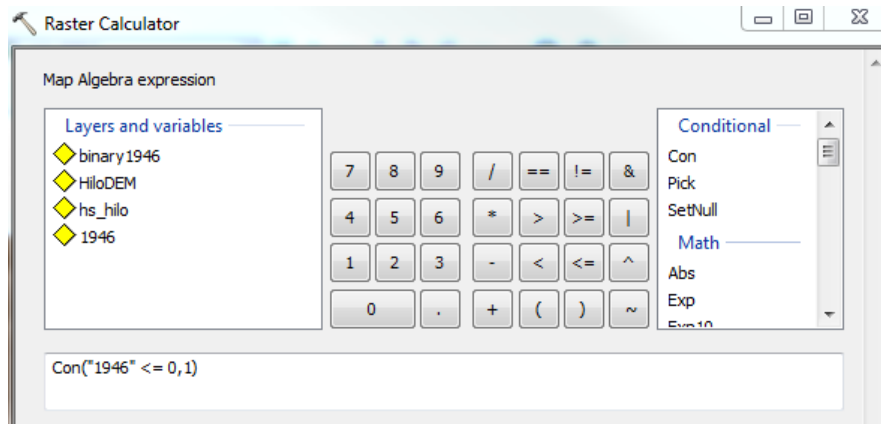 Raster Calculator
Map Algebra expression
Layers and variables
binary1946
HiloDEM
hs_hilo
1946
7 8 9 / == != &
4 5 6 * > >= |
1 2 3 - < <= ^
0 . + ( ) ~
Conditional
Con
Pick
SetNull
Math
Abs
Exp
Exp10
Con("1946" <= 0,1)